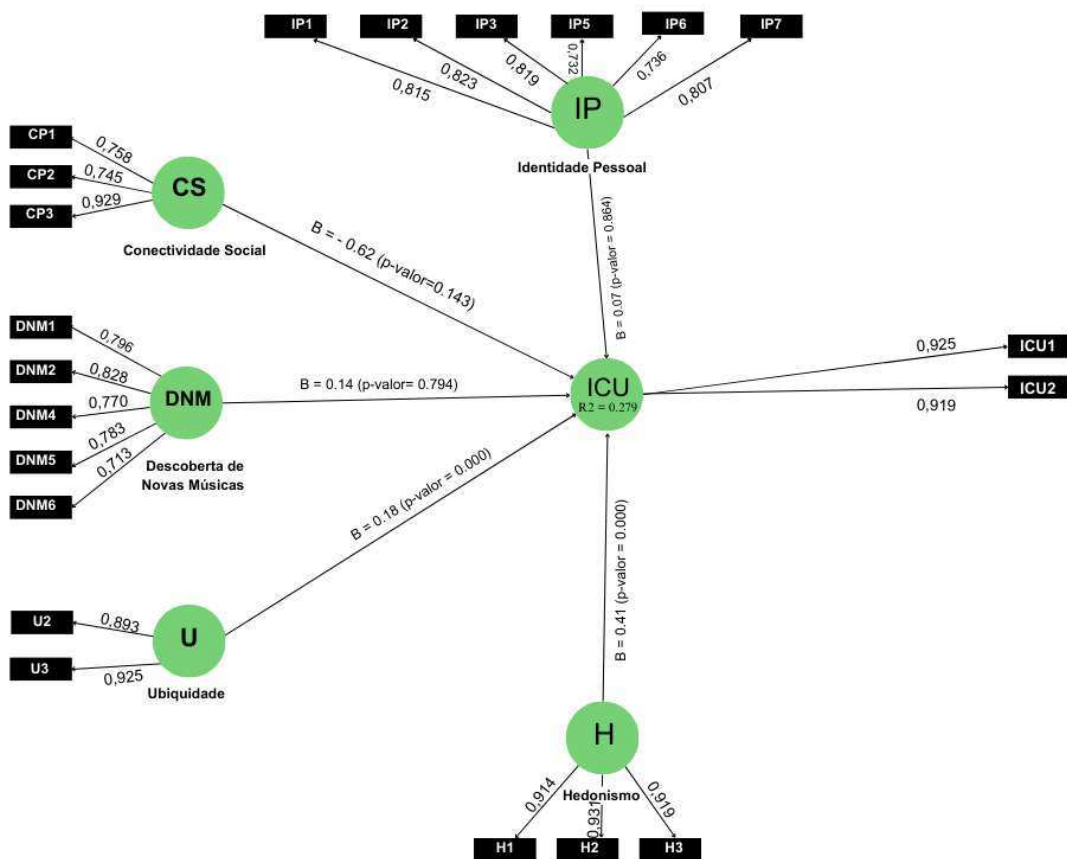 IP1
IP2
IP3
IP5
IP6
IP7
0,815
0,823
0,819
0,732
0,736
0,807
IP
Identidade Pessoal
CP1
CP2
CP3
0,758
0,745
0,929
CS
Conectividade Social
B = - 0.62 (p-valor=0.143)
B = 0.07 (p-valor = 0.864)
DNM1
DNM2
DNM4
DNM5
DNM6
0,796
0,828
0,770
0,783
0,713
DNM
Descoberta de
Novas Músicas
B = 0.14 (p-valor= 0.794)
ICU
R2 = 0.279
0,925
0,919
ICU1
ICU2
B = 0.18 (p-valor = 0.000)
B = 0.41 (p-valor = 0.000)
U2
U3
0,893
0,925
U
Ubiquidade
H
Hedonismo
0,914
0,931
0,919
H1
H2
H3